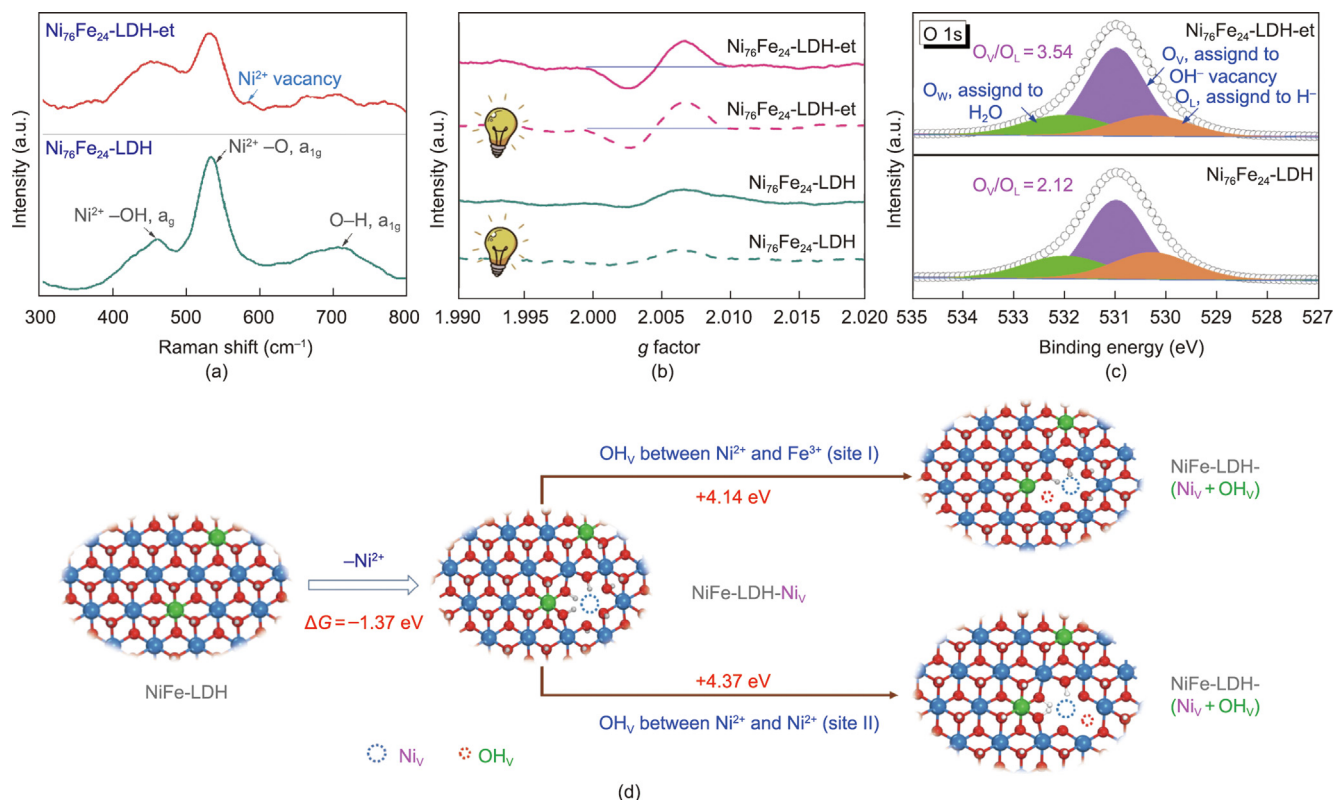 Intensity (a.u.)
Ni₇₆Fe₂₄-LDH-et
Ni²⁺ vacancy
Ni₇₆Fe₂₄-LDH
Ni²⁺ –O, a₁g
Ni²⁺ –OH, ag
O–H, a₁g
300 400 500 600 700 800
Raman shift (cm⁻¹)
(a)
Intensity (a.u.)
Ni₇₆Fe₂₄-LDH-et
Ni₇₆Fe₂₄-LDH-et
Ni₇₆Fe₂₄-LDH
Ni₇₆Fe₂₄-LDH
1.990 1.995 2.000 2.005 2.010 2.015 2.020
g factor
(b)
Intensity (a.u.)
O 1s
Ni₇₆Fe₂₄-LDH-et
Oᵥ/O_L = 3.54
Oᵥ, assignd to
OH⁻ vacancy
O_W, assignd to
H₂O
O_L, assignd to H⁻
Oᵥ/O_L = 2.12
Ni₇₆Fe₂₄-LDH
535 534 533 532 531 530 529 528 527
Binding energy (eV)
(c)
NiFe-LDH
–Ni²⁺
ΔG = –1.37 eV
OHᵥ between Ni²⁺ and Fe³⁺ (site I)
+4.14 eV
NiFe-LDH-
(Niᵥ + OHᵥ)
NiFe-LDH-Niᵥ
+4.37 eV
OHᵥ between Ni²⁺ and Ni²⁺ (site II)
NiFe-LDH-
(Niᵥ + OHᵥ)
Niᵥ OHᵥ
(d)